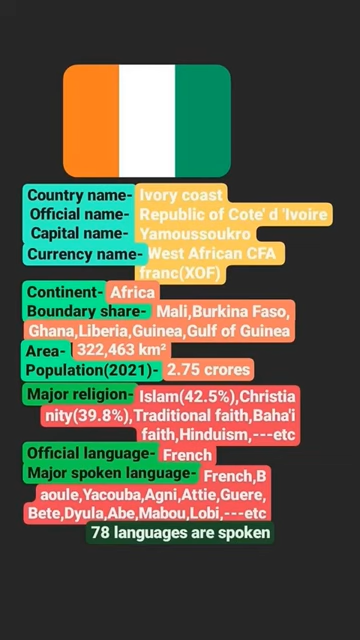 Country name- Ivory coast
Official name- Republic of Cote' d 'Ivoire
Capital name- Yamoussoukro
Currency name- West African CFA
franc(XOF)
Continent- Africa
Boundary share- Mali,Burkina Faso,
Ghana,Liberia,Guinea,Gulf of Guinea
Area- 322,463 km²
Population(2021)- 2.75 crores
Major religion- Islam(42.5%),Christia
nity(39.8%),Traditional faith,Baha'i
faith,Hinduism,---etc
Official language- French
Major spoken language- French,B
aoule,Yacouba,Agni,Attie,Guere,
Bete,Dyula,Abe,Mabou,Lobi,---etc
78 languages are spoken